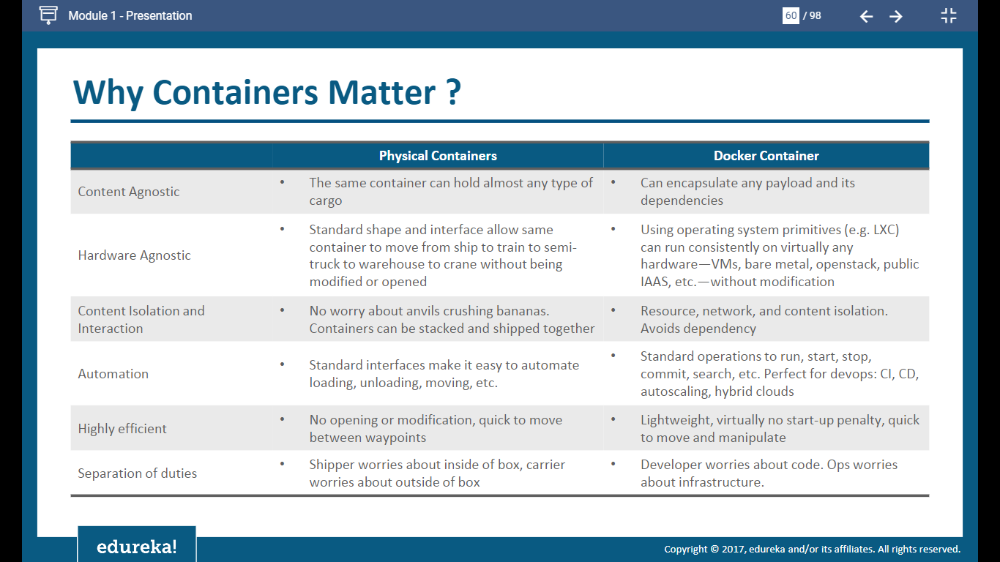 Module 1 - Presentation
60 / 98
Why Containers Matter ?
Physical Containers
Docker Container
Content Agnostic
• The same container can hold almost any type of
cargo
• Can encapsulate any payload and its
dependencies
Hardware Agnostic
• Standard shape and interface allow same
container to move from ship to train to semi-
truck to warehouse to crane without being
modified or opened
• Using operating system primitives (e.g. LXC)
can run consistently on virtually any
hardware—VMs, bare metal, openstack, public
IAAS, etc.—without modification
Content Isolation and
Interaction
• No worry about anvils crushing bananas.
Containers can be stacked and shipped together
• Resource, network, and content isolation.
Avoids dependency
Automation
• Standard interfaces make it easy to automate
loading, unloading, moving, etc.
• Standard operations to run, start, stop,
commit, search, etc. Perfect for devops: CI, CD,
autoscaling, hybrid clouds
Highly efficient
• No opening or modification, quick to move
between waypoints
• Lightweight, virtually no start-up penalty, quick
to move and manipulate
Separation of duties
• Shipper worries about inside of box, carrier
worries about outside of box
• Developer worries about code. Ops worries
about infrastructure.
edureka!
Copyright © 2017, edureka and/or its affiliates. All rights reserved.